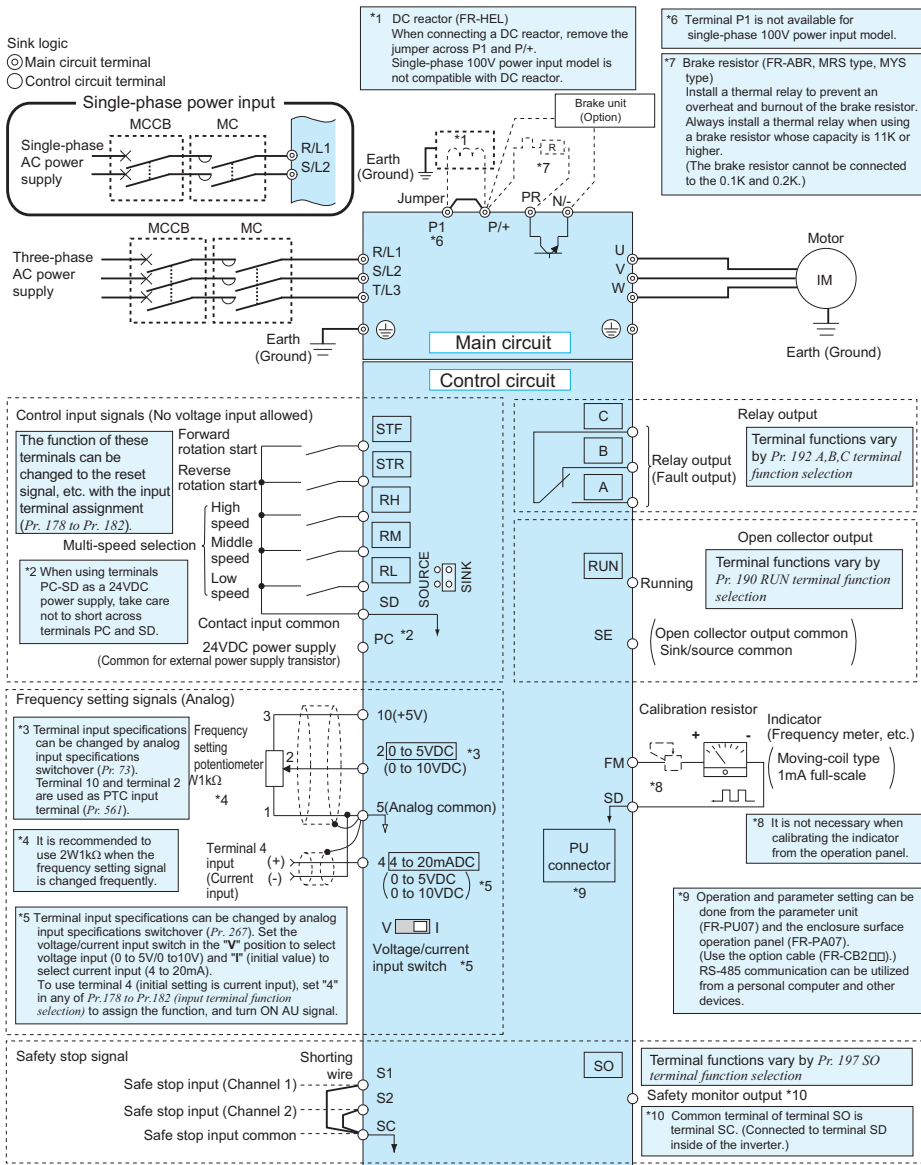 Sink logic
Main circuit terminal
Control circuit terminal
*1 DC reactor (FR-HEL)
When connecting a DC reactor, remove the
jumper across P1 and P/+.
Single-phase 100V power input model is
not compatible with DC reactor.
*6 Terminal P1 is not available for
single-phase 100V power input model.
*7 Brake resistor (FR-ABR, MRS type, MYS
type)
Install a thermal relay to prevent an
overheat and burnout of the brake resistor.
Always install a thermal relay when using
a brake resistor whose capacity is 11K or
higher.
(The brake resistor cannot be connected
to the 0.1K and 0.2K.)
Single-phase power input
MCCB
MC
Single-phase
AC power
supply
R/L1
S/L2
Brake unit
(Option)
*1
R
*7
Earth
(Ground)
Jumper
PR
N/-
P1
*6
P/+
MCCB
MC
Three-phase
AC power
supply
R/L1
S/L2
T/L3
U
V
W
Motor
IM
Earth
(Ground)
Main circuit
Earth (Ground)
Control circuit
Control input signals (No voltage input allowed)
The function of these
terminals can be
changed to the reset
signal, etc. with the input
terminal assignment
(Pr. 178 to Pr. 182).
Forward
rotation start
Reverse
rotation start
Multi-speed selection
High
speed
Middle
speed
Low
speed
STF
STR
RH
RM
RL
SD
SOURCE
SINK
*2 When using terminals
PC-SD as a 24VDC
power supply, take care
not to short across
terminals PC and SD.
Contact input common
24VDC power supply
(Common for external power supply transistor)
PC *2
C
B
A
Relay output
Relay output
(Fault output)
Terminal functions vary
by Pr. 192 A,B,C terminal
function selection
Open collector output
RUN
Running
Terminal functions vary by
Pr. 190 RUN terminal function
selection
SE
Open collector output common
Sink/source common
Frequency setting signals (Analog)
*3 Terminal input specifications
can be changed by analog
input specifications
switchover (Pr. 73).
Terminal 10 and terminal 2
are used as PTC input
terminal (Pr. 561).
Frequency
setting
potentiometer
W1kΩ
*4
3
2
1
10(+5V)
2 0 to 5VDC *3
(0 to 10VDC)
5(Analog common)
*4 It is recommended to
use 2W1kΩ when the
frequency setting signal
is changed frequently.
Terminal 4
input
(Current
input)
(+)
(-)
4 4 to 20mADC
(0 to 5VDC
0 to 10VDC) *5
V I
Voltage/current
input switch *5
*5 Terminal input specifications can be changed by analog
input specifications switchover (Pr. 267). Set the
voltage/current input switch in the "V" position to select
voltage input (0 to 5V/0 to10V) and "I" (initial value) to
select current input (4 to 20mA).
To use terminal 4 (initial setting is current input), set "4"
in any of Pr.178 to Pr.182 (input terminal function
selection) to assign the function, and turn ON AU signal.
Calibration resistor
+ -
Indicator
(Frequency meter, etc.)
Moving-coil type
1mA full-scale
FM
*8
SD
PU
connector
*9
*8 It is not necessary when
calibrating the indicator
from the operation panel.
*9 Operation and parameter setting can be
done from the parameter unit
(FR-PU07) and the enclosure surface
operation panel (FR-PA07).
(Use the option cable (FR-CB2□□).)
RS-485 communication can be utilized
from a personal computer and other
devices.
Safety stop signal
Shorting
wire
Safe stop input (Channel 1)
Safe stop input (Channel 2)
Safe stop input common
S1
S2
SC
SO
Terminal functions vary by Pr. 197 SO
terminal function selection
Safety monitor output *10
*10 Common terminal of terminal SO is
terminal SC. (Connected to terminal SD
inside of the inverter.)